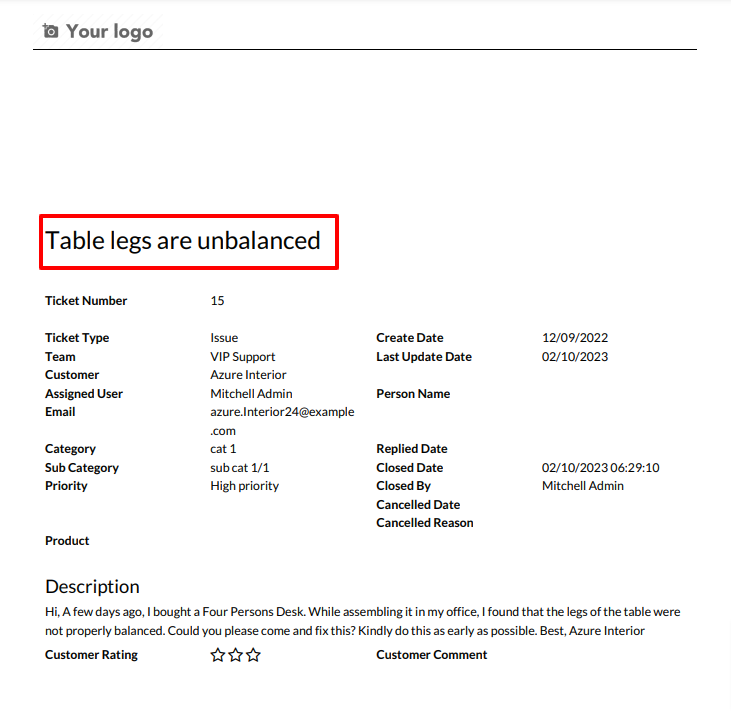 Your logo
Table legs are unbalanced
Ticket Number 15
Ticket Type Issue Create Date 12/09/2022
Team VIP Support Last Update Date 02/10/2023
Customer Azure Interior
Assigned User Mitchell Admin Person Name
Email azure.Interior24@example
.com
Category cat 1 Replied Date
Sub Category sub cat 1/1 Closed Date 02/10/2023 06:29:10
Priority High priority Closed By Mitchell Admin
Cancelled Date
Cancelled Reason
Product
Description
Hi, A few days ago, I bought a Four Persons Desk. While assembling it in my office, I found that the legs of the table were
not properly balanced. Could you please come and fix this? Kindly do this as early as possible. Best, Azure Interior
Customer Rating Customer Comment